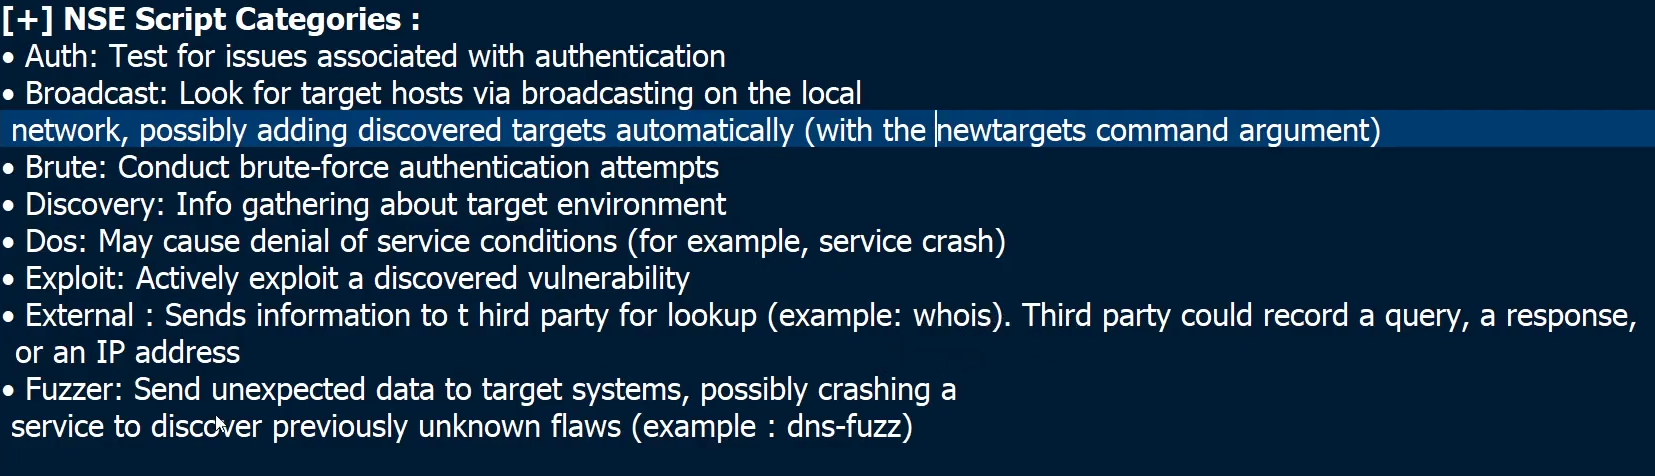 [+] NSE Script Categories :
• Auth: Test for issues associated with authentication
• Broadcast: Look for target hosts via broadcasting on the local
network, possibly adding discovered targets automatically (with the newtargets command argument)
• Brute: Conduct brute-force authentication attempts
• Discovery: Info gathering about target environment
• Dos: May cause denial of service conditions (for example, service crash)
• Exploit: Actively exploit a discovered vulnerability
• External : Sends information to t hird party for lookup (example: whois). Third party could record a query, a response,
or an IP address
• Fuzzer: Send unexpected data to target systems, possibly crashing a
service to discover previously unknown flaws (example : dns-fuzz)